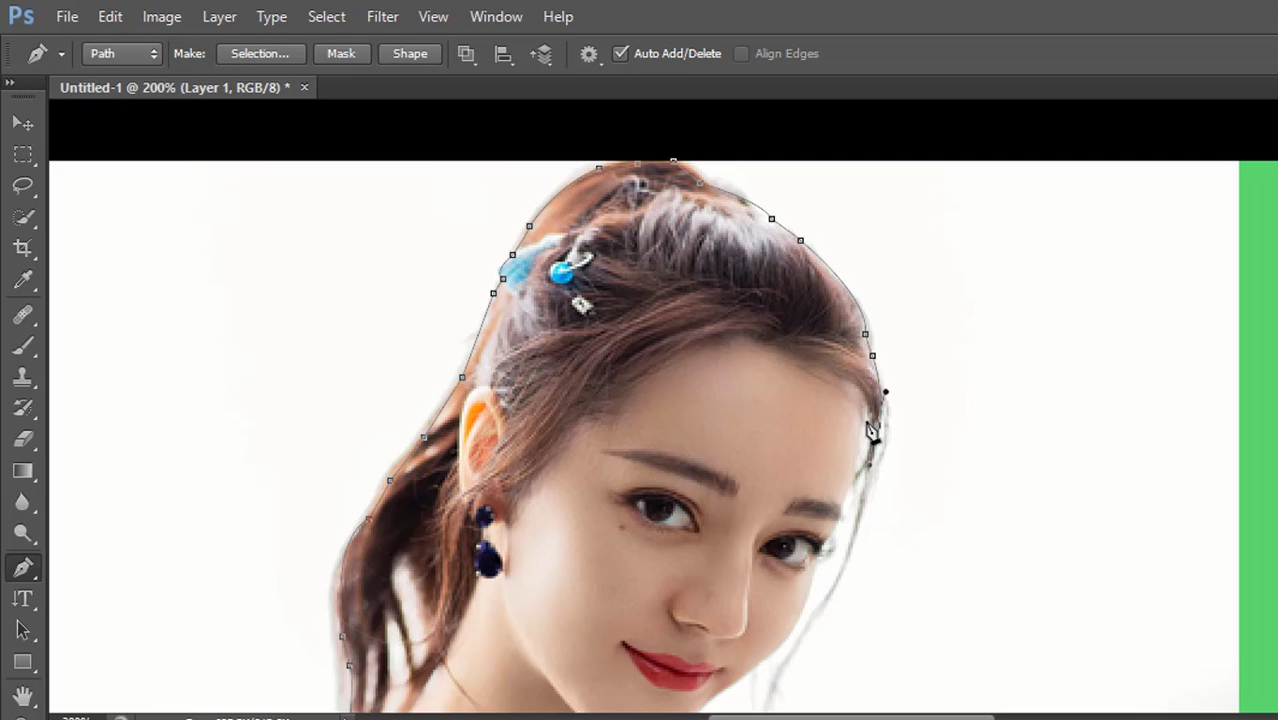 Ps File Edit Image Layer Type Select Filter View Window Help
Path Make: Selection... Mask Shape Auto Add/Delete Align Edges
Untitled-1 @ 200% (Layer 1, RGB/8) * ×